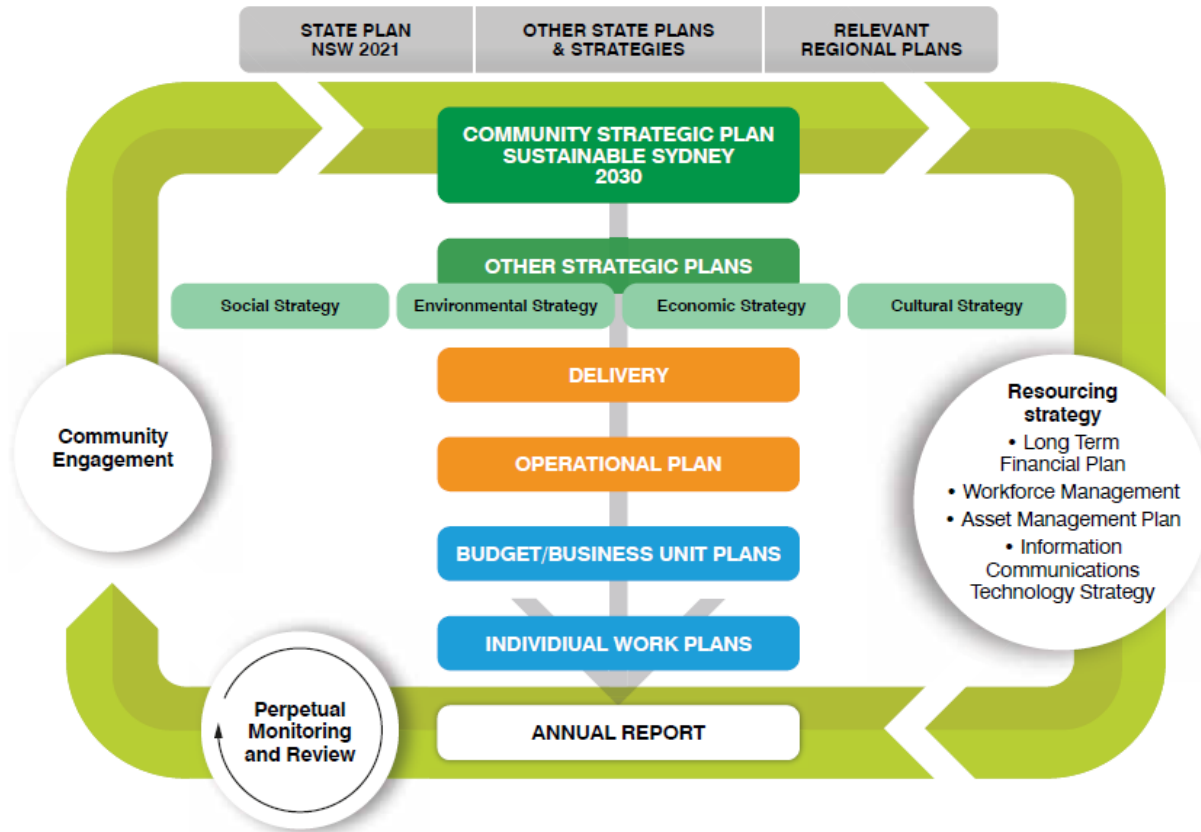 STATE PLAN
NSW 2021
OTHER STATE PLANS
& STRATEGIES
RELEVANT
REGIONAL PLANS
COMMUNITY STRATEGIC PLAN
SUSTAINABLE SYDNEY
2030
OTHER STRATEGIC PLANS
Social Strategy
Environmental Strategy
Economic Strategy
Cultural Strategy
DELIVERY
OPERATIONAL PLAN
BUDGET/BUSINESS UNIT PLANS
INDIVIDIUAL WORK PLANS
ANNUAL REPORT
Community
Engagement
Resourcing
strategy
• Long Term
Financial Plan
• Workforce Management
• Asset Management Plan
• Information
Communications
Technology Strategy
Perpetual
Monitoring
and Review